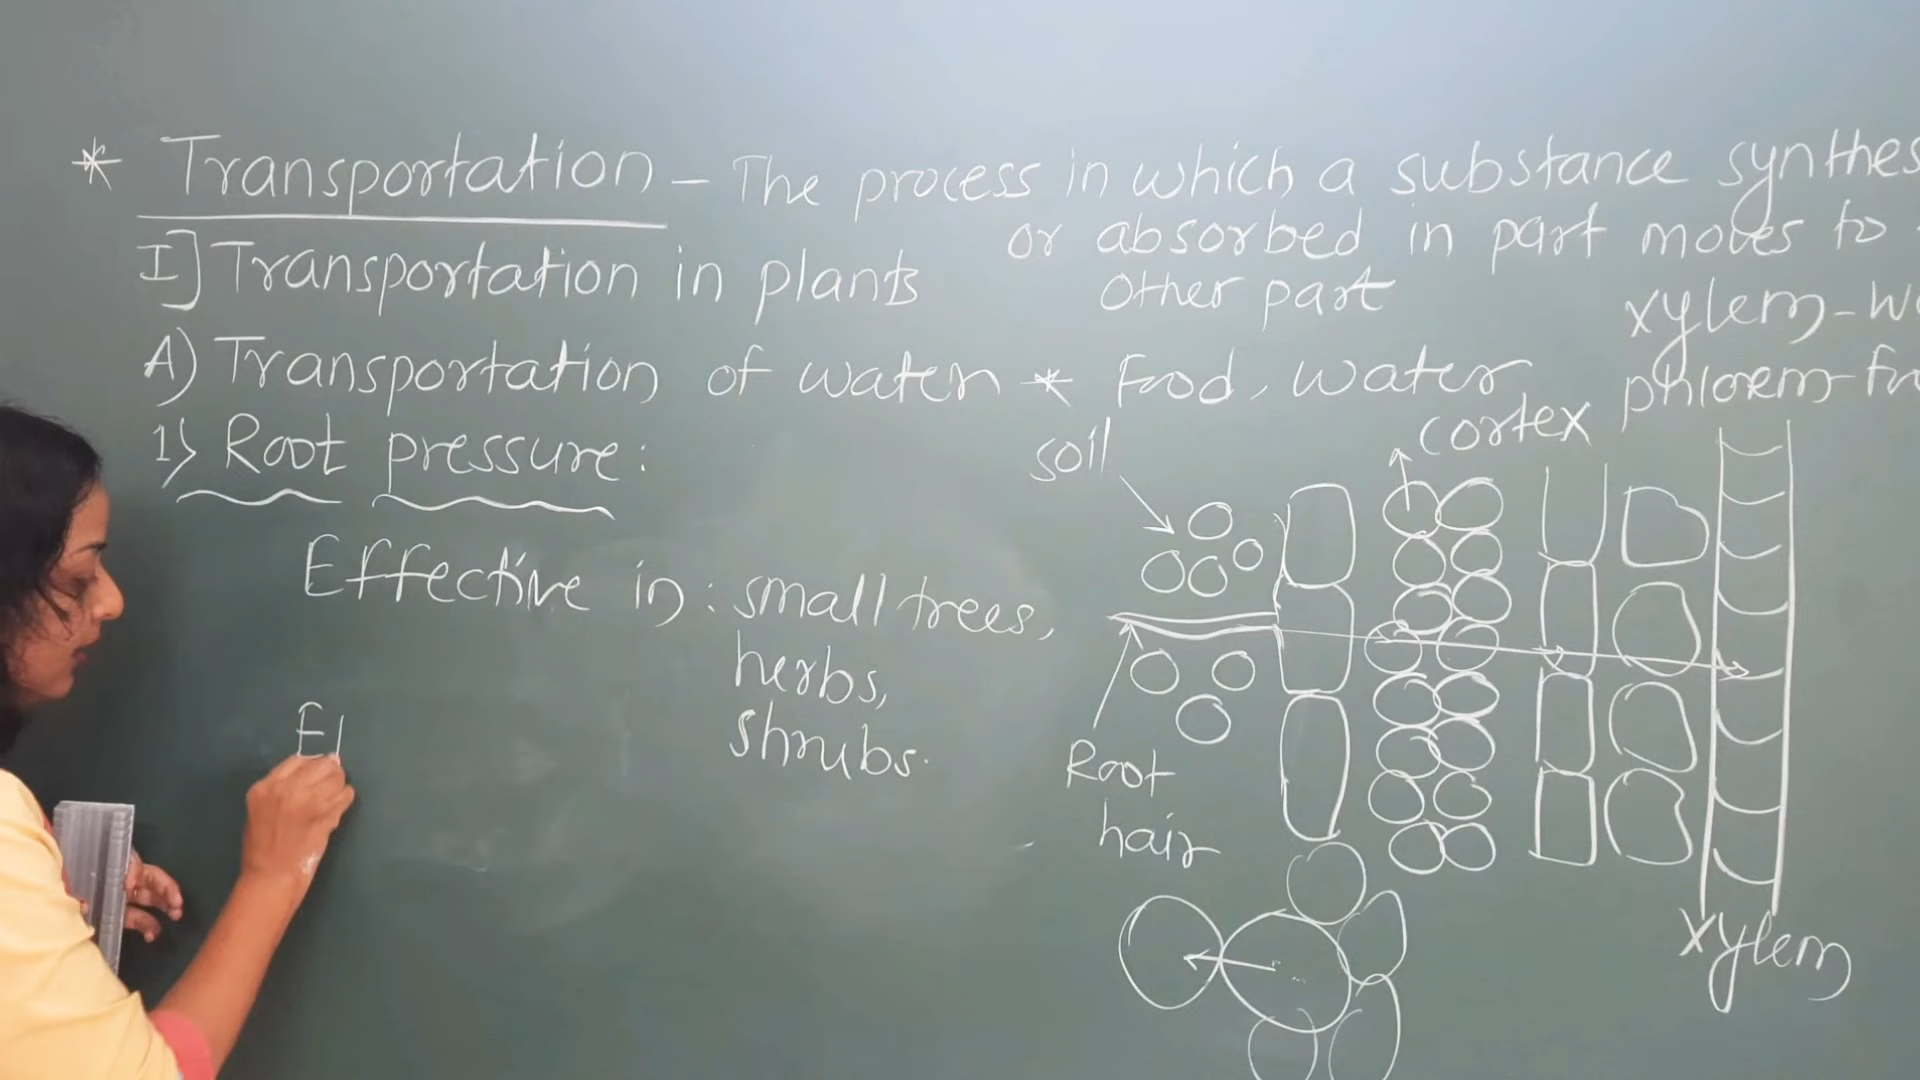 * Transportation – The process in which a substance synthes
or absorbed in part moves to
other part
I] Transportation in plants
xylem - w
phloem - fo
A) Transportation of water * Food, water
1) Root pressure:
soil
cortex
Effective in : small trees,
herbs,
shrubs.
Root
hair
xylem